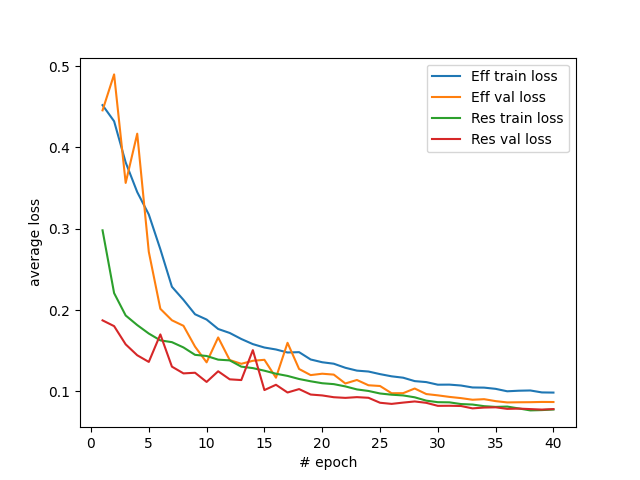 0.5
0.4
0.3
0.2
0.1
average loss
Eff train loss
Eff val loss
Res train loss
Res val loss
0 5 10 15 20 25 30 35 40
# epoch